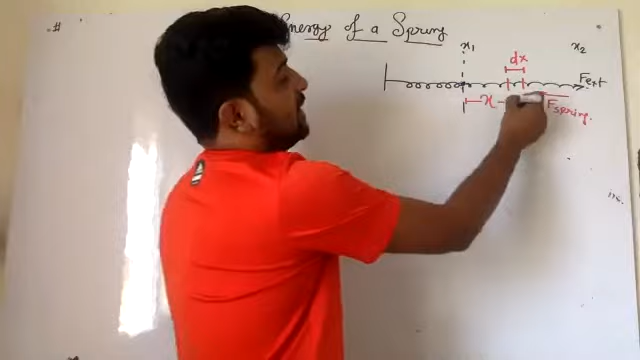 # Energy of a Spring
x₁ x₂
dx
Fext
x
Fspring.